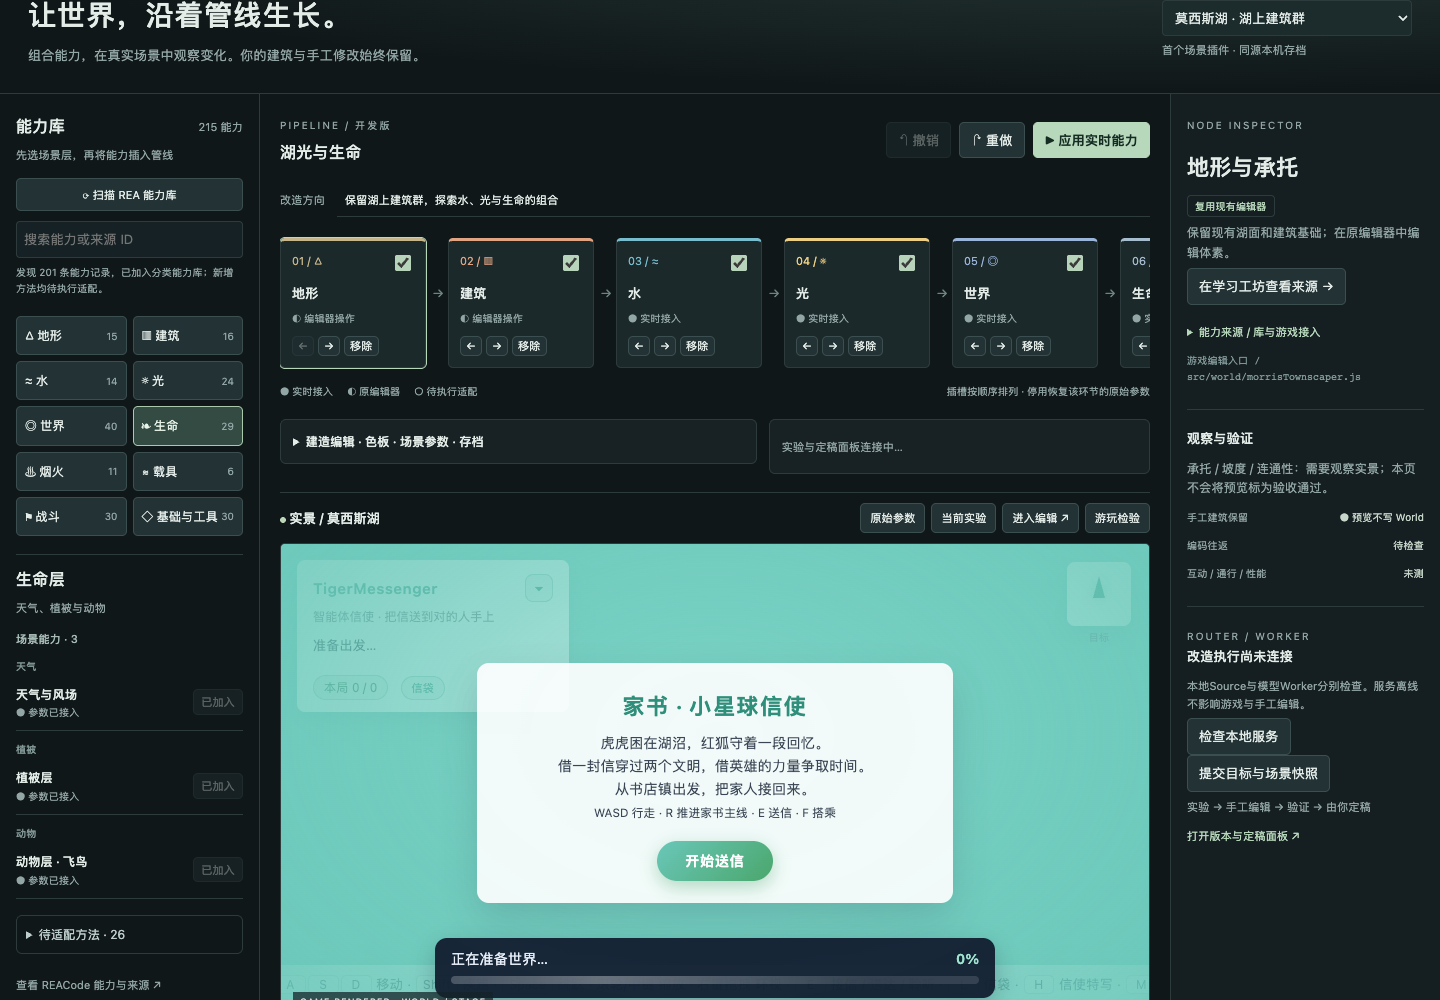 让世界，沿着管线生长。
组合能力，在真实场景中观察变化。你的建筑与手工修改始终保留。
莫西斯湖 · 湖上建筑群
首个场景插件 · 同源本机存档
能力库
215 能力
先选场景层，再将能力插入管线
扫描 REA 能力库
搜索能力或来源 ID
发现 201 条能力记录，已加入分类能力库；新增
方法均待执行适配。
地形 15
建筑 16
水 14
光 24
世界 40
生命 29
烟火 11
载具 6
战斗 30
基础与工具 30
生命层
天气、植被与动物
场景能力 · 3
天气
天气与风场
● 参数已接入
已加入
植被
植被层
● 参数已接入
已加入
动物
动物层 · 飞鸟
● 参数已接入
已加入
▶ 待适配方法 · 26
查看 REACode 能力与来源 ↗
PIPELINE / 开发版
湖光与生命
撤销
重做
▶ 应用实时能力
改造方向
保留湖上建筑群，探索水、光与生命的组合
01 / △
地形
◐ 编辑器操作
← → 移除
02 / ▥
建筑
◐ 编辑器操作
← → 移除
03 / ≈
水
● 实时接入
← → 移除
04 / ☀
光
● 实时接入
← → 移除
05 / ◎
世界
● 实时接入
← → 移除
06
● 实时接入 ◐ 原编辑器 ○ 待执行适配
插槽按顺序排列 · 停用恢复该环节的原始参数
▶ 建造编辑 · 色板 · 场景参数 · 存档
实验与定稿面板连接中...
● 实景 / 莫西斯湖
原始参数
当前实验
进入编辑 ↗
游玩检验
TigerMessenger
智能体信使 · 把信送到对的人手上
准备出发...
本局 0 / 0
信袋
目标
家书 · 小星球信使
虎虎困在湖沼，红狐守着一段回忆。
借一封信穿过两个文明，借英雄的力量争取时间。
从书店镇出发，把家人接回来。
WASD 行走 · R 推进家书主线 · E 送信 · F 搭乘
开始送信
正在准备世界...
0%
A S D 移动 ·
袋 · H 信使特写 · M
NODE INSPECTOR
地形与承托
复用现有编辑器
保留现有湖面和建筑基础；在原编辑器中编
辑体素。
在学习工坊查看来源 →
▶ 能力来源 / 库与游戏接入
游戏编辑入口 /
src/world/morrisTownscaper.js
观察与验证
承托 / 坡度 / 连通性：需要观察实景；本页
不会将预览标为验收通过。
手工建筑保留
● 预览不写 World
编码往返
待检查
互动 / 通行 / 性能
未测
ROUTER / WORKER
改造执行尚未连接
本地Source与模型Worker分别检查。服务离线
不影响游戏与手工编辑。
检查本地服务
提交目标与场景快照
实验 → 手工编辑 → 验证 → 由你定稿
打开版本与定稿面板 ↗